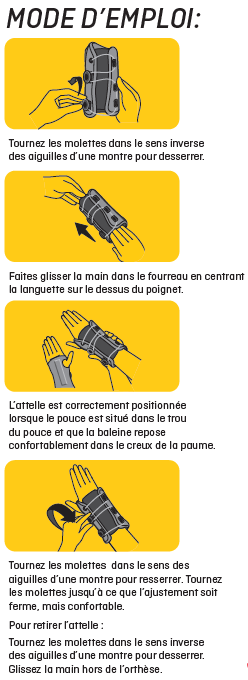 MODE D'EMPLOI:
Tournez les molettes dans le sens inverse
des aiguilles d'une montre pour desserrer.
Faites glisser la main dans le fourreau en centrant
la languette sur le dessus du poignet.
L'attelle est correctement positionnée
lorsque le pouce est situé dans le trou
du pouce et que la baleine repose
confortablement dans le creux de la paume.
Tournez les molettes dans le sens des
aiguilles d'une montre pour resserrer. Tournez
les molettes jusqu'à ce que l'ajustement soit
ferme, mais confortable.
Pour retirer l'attelle :
Tournez les molettes dans le sens inverse
des aiguilles d'une montre pour desserrer.
Glissez la main hors de l'orthèse.